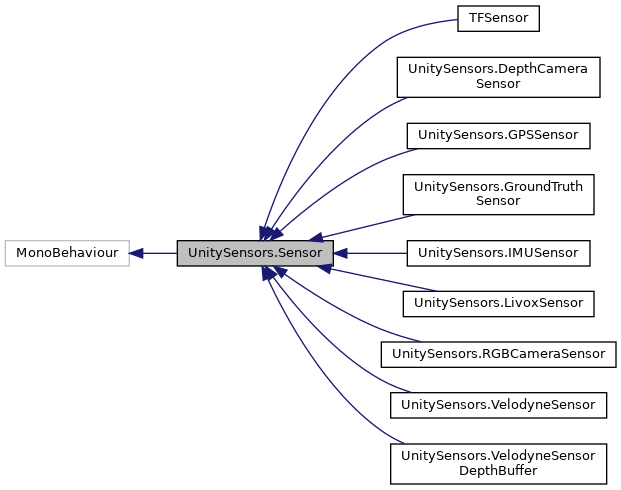 TFSensor
UnitySensors.DepthCamera
Sensor
UnitySensors.GPSSensor
UnitySensors.GroundTruth
Sensor
MonoBehaviour
UnitySensors.Sensor
UnitySensors.IMUSensor
UnitySensors.LivoxSensor
UnitySensors.RGBCameraSensor
UnitySensors.VelodyneSensor
UnitySensors.VelodyneSensor
DepthBuffer